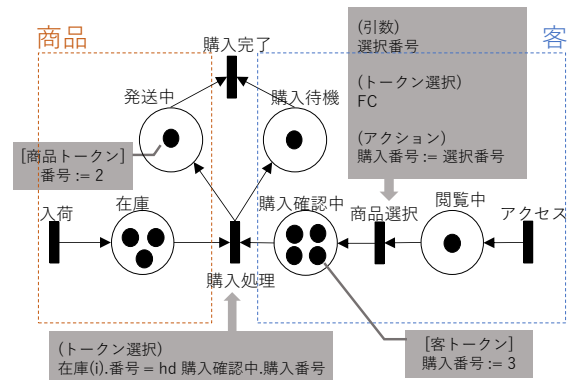 商品
客
購入完了
(引数)
選択番号
(トークン選択)
FC
(アクション)
購入番号 := 選択番号
発送中
購入待機
[商品トークン]
番号 := 2
入荷
在庫
購入確認中
商品選択
閲覧中
アクセス
購入処理
(トークン選択)
在庫(i).番号 = hd 購入確認中.購入番号
[客トークン]
購入番号 := 3